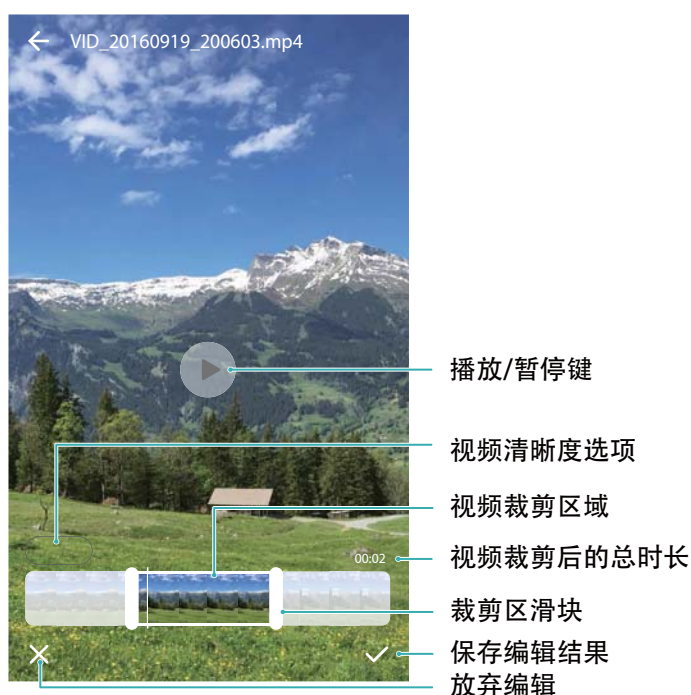 VID_20160919_200603.mp4
播放/暂停键
视频清晰度选项
视频裁剪区域
00:02
视频裁剪后的总时长
裁剪区滑块
保存编辑结果
放弃编辑